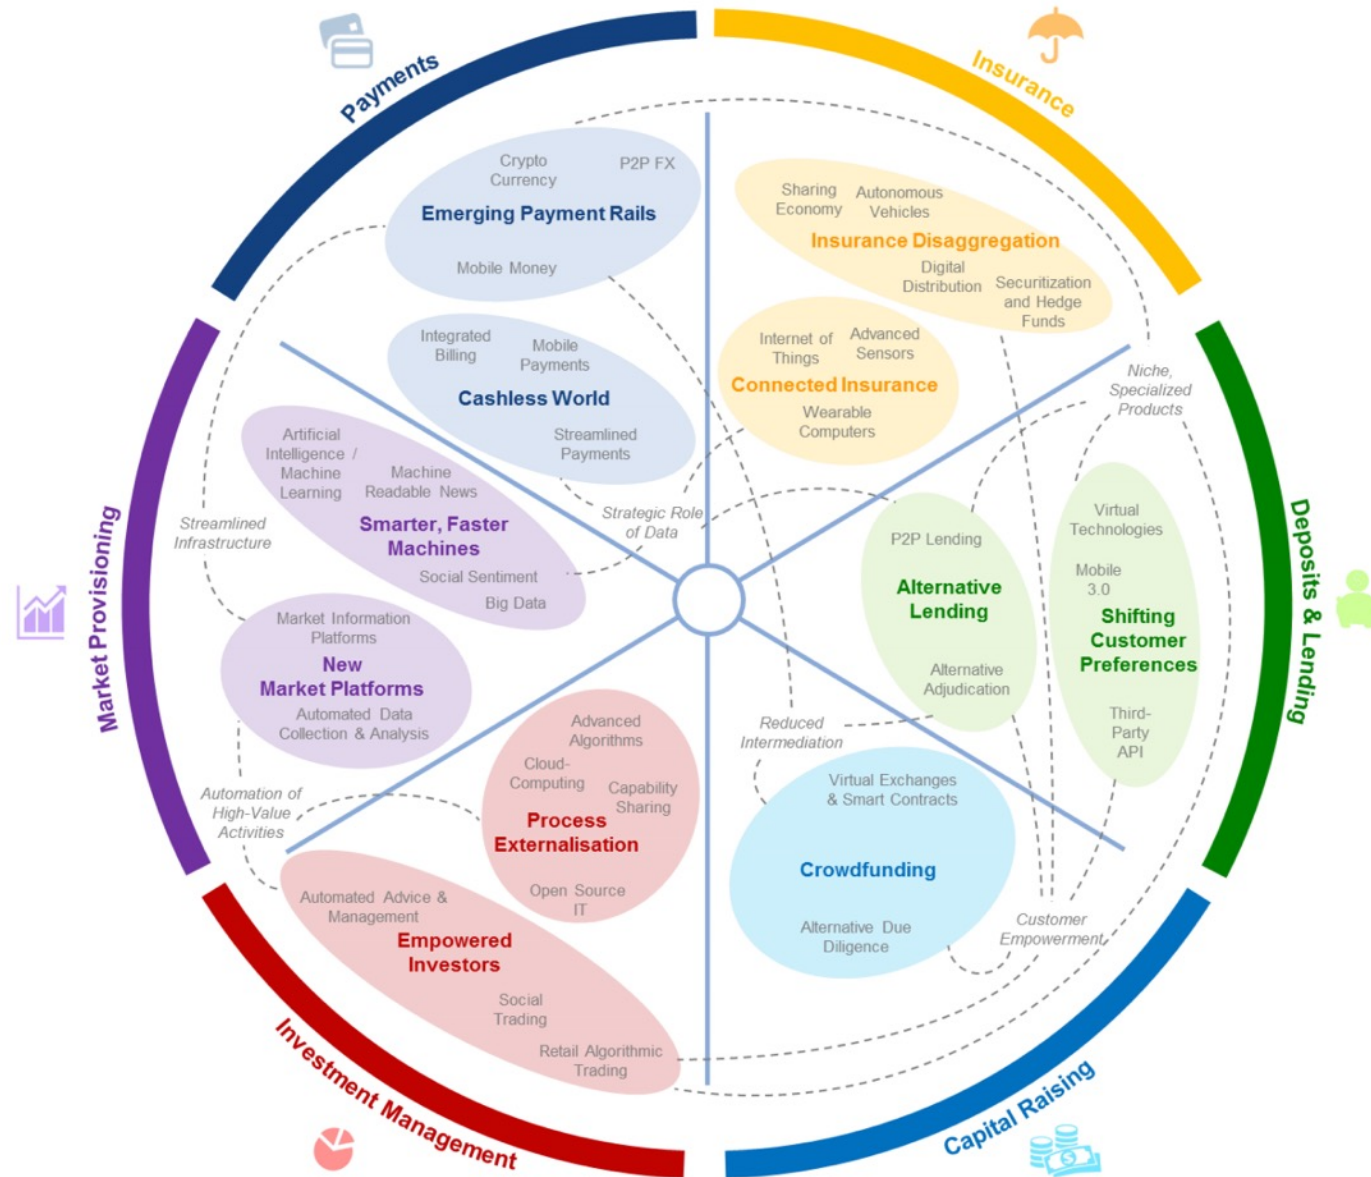 Payments
Crypto
Currency
P2P FX
Emerging Payment Rails
Mobile Money
Integrated
Billing
Mobile
Payments
Cashless World
Streamlined
Payments
Insurance
Sharing
Economy
Autonomous
Vehicles
Insurance Disaggregation
Digital
Distribution
Securitization
and Hedge
Funds
Internet of
Things
Advanced
Sensors
Connected Insurance
Wearable
Computers
Niche,
Specialized
Products
Deposits & Lending
P2P Lending
Alternative
Lending
Alternative
Adjudication
Virtual
Technologies
Mobile
3.0
Shifting
Customer
Preferences
Third-
Party
API
Strategic Role
of Data
Market Provisioning
Artificial
Intelligence /
Machine
Learning
Machine
Readable News
Smarter, Faster
Machines
Social Sentiment
Big Data
Streamlined
Infrastructure
Market Information
Platforms
New
Market Platforms
Automated Data
Collection & Analysis
Automation of
High-Value
Activities
Investment Management
Advanced
Algorithms
Cloud-
Computing
Capability
Sharing
Process
Externalisation
Open Source
IT
Automated Advice &
Management
Empowered
Investors
Social
Trading
Retail Algorithmic
Trading
Reduced
Intermediation
Capital Raising
Virtual Exchanges
& Smart Contracts
Crowdfunding
Alternative Due
Diligence
Customer
Empowerment
$